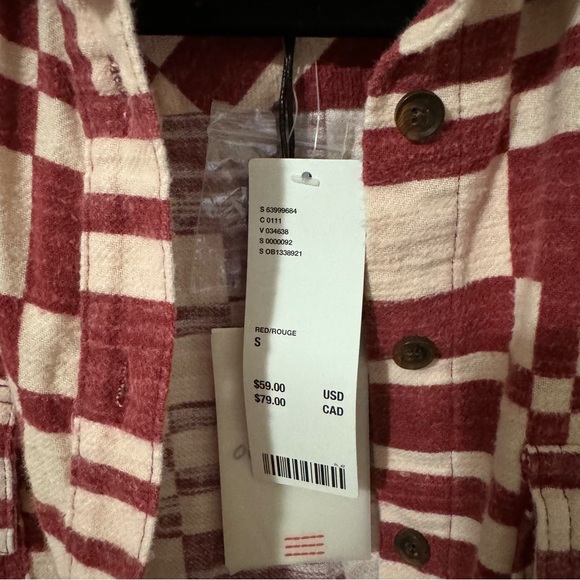 S 63999684
C 0111
V 034638
S 0000092
S OB1338921
RED/ROUGE
S
$59.00 USD
$79.00 CAD